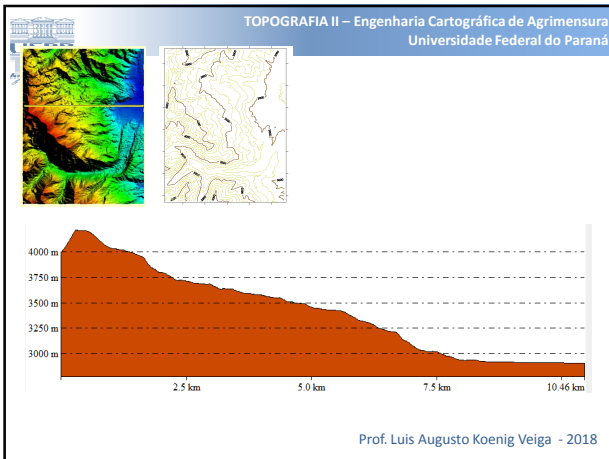 TOPOGRAFIA II – Engenharia Cartográfica de Agrimensura
Universidade Federal do Paraná
4000 m
3750 m
3500 m
3250 m
3000 m
2.5 km
5.0 km
7.5 km
10.46 km
Prof. Luis Augusto Koenig Veiga - 2018